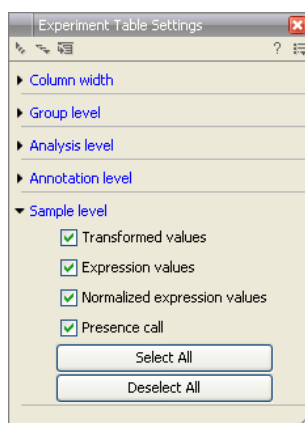 Experiment Table Settings
?
Column width
Group level
Analysis level
Annotation level
Sample level
Transformed values
Expression values
Normalized expression values
Presence call
Select All
Deselect All